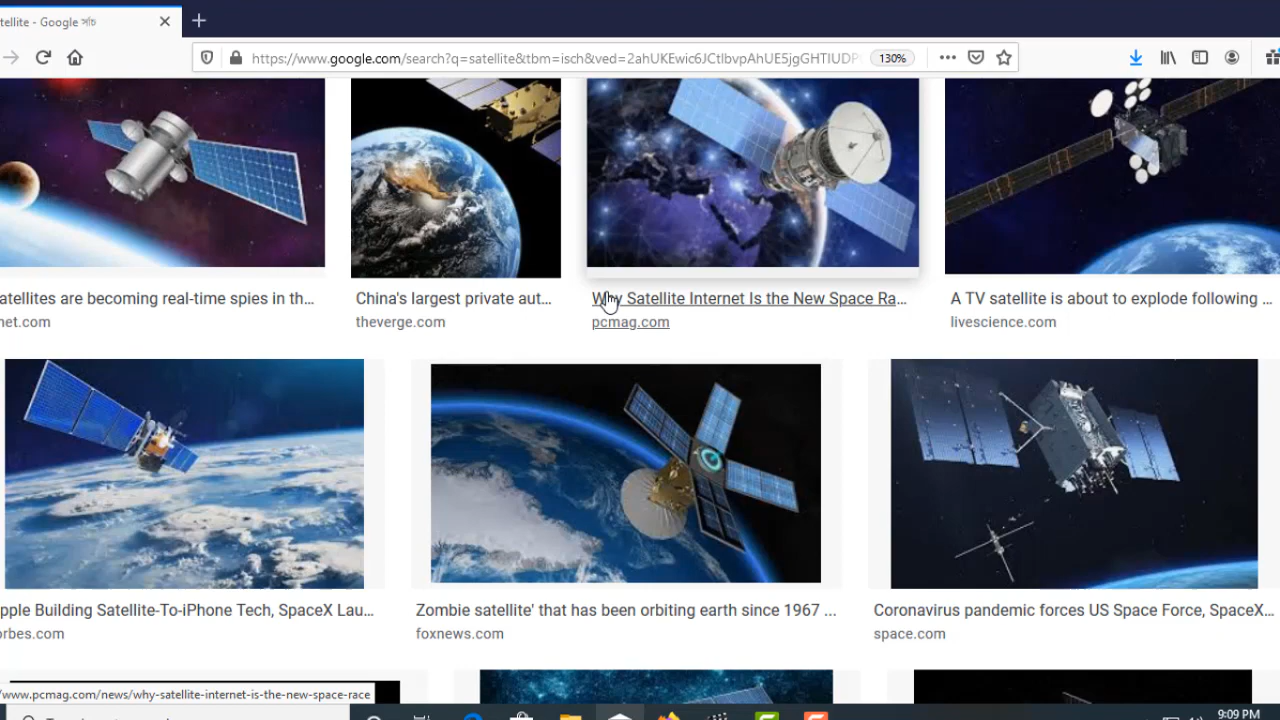 tellite - Google সার্চ
https://www.google.com/search?q=satellite&tbm=isch&ved=2ahUKEwic6JCtlbvpAhUE5jgGHTIUDP
130%
atellites are becoming real-time spies in th...
net.com
China's largest private aut...
theverge.com
Why Satellite Internet Is the New Space Ra...
pcmag.com
A TV satellite is about to explode following ...
livescience.com
pple Building Satellite-To-iPhone Tech, SpaceX Lau...
orbes.com
Zombie satellite' that has been orbiting earth since 1967 ...
foxnews.com
Coronavirus pandemic forces US Space Force, SpaceX...
space.com
/www.pcmag.com/news/why-satellite-internet-is-the-new-space-race
9:09 PM